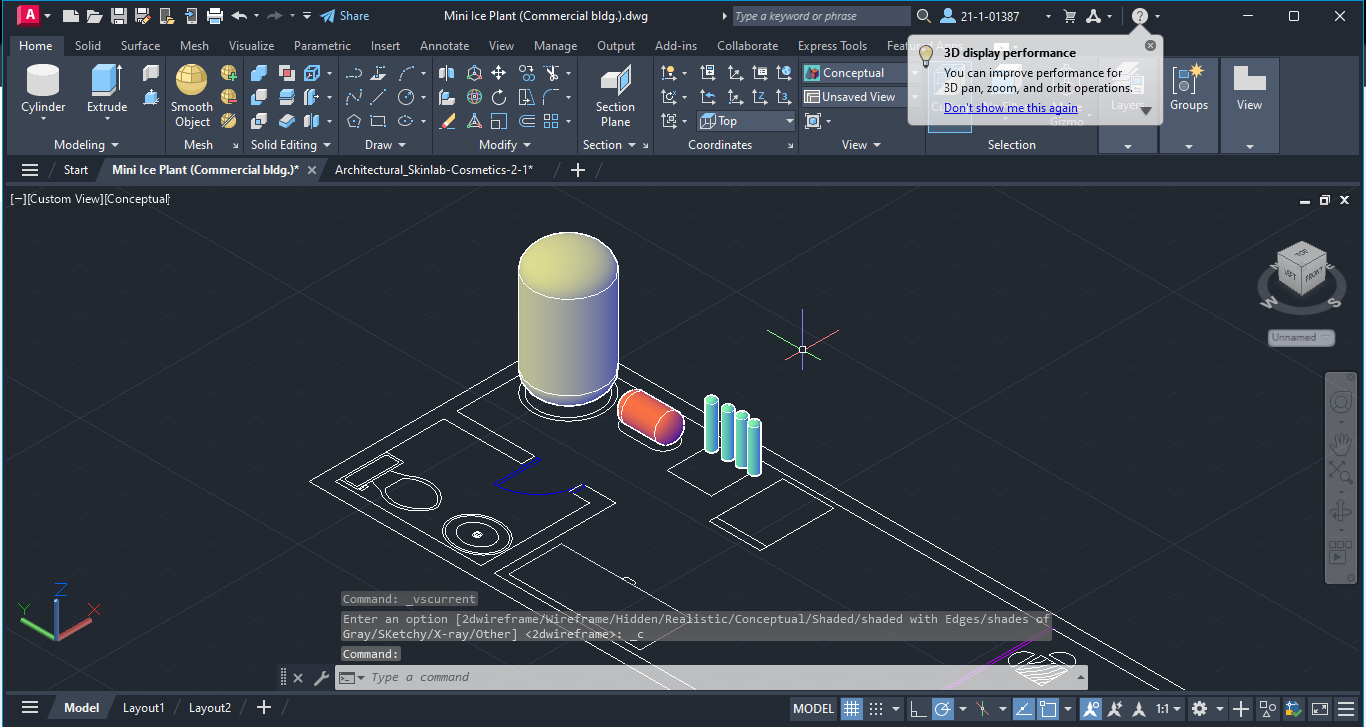 A Share Mini Ice Plant (Commercial bldg.).dwg Type a keyword or phrase 21-1-01387 ?
Home Solid Surface Mesh Visualize Parametric Insert Annotate View Manage Output Add-ins Collaborate Express Tools
3D display performance
You can improve performance for
3D pan, zoom, and orbit operations.
Don't show me this again
Cylinder Extrude Smooth Object Section Plane Top Conceptual Unsaved View Layers Groups View
Gizmo
Modeling Mesh Solid Editing Draw Modify Section Coordinates View Selection
Start Mini Ice Plant (Commercial bldg.)* Architectural_Skinlab-Cosmetics-2-1*
[−][Custom View][Conceptual]
TOP
LEFT FRONT
W S
Unnamed
Z
Y X
Command: _vscurrent
Enter an option [2dwireframe/Wireframe/Hidden/Realistic/Conceptual/Shaded/shaded with Edges/shades of
Gray/SKetchy/X-ray/Other] <2dwireframe>: _c
Command:
Type a command
Model Layout1 Layout2 MODEL 1:1